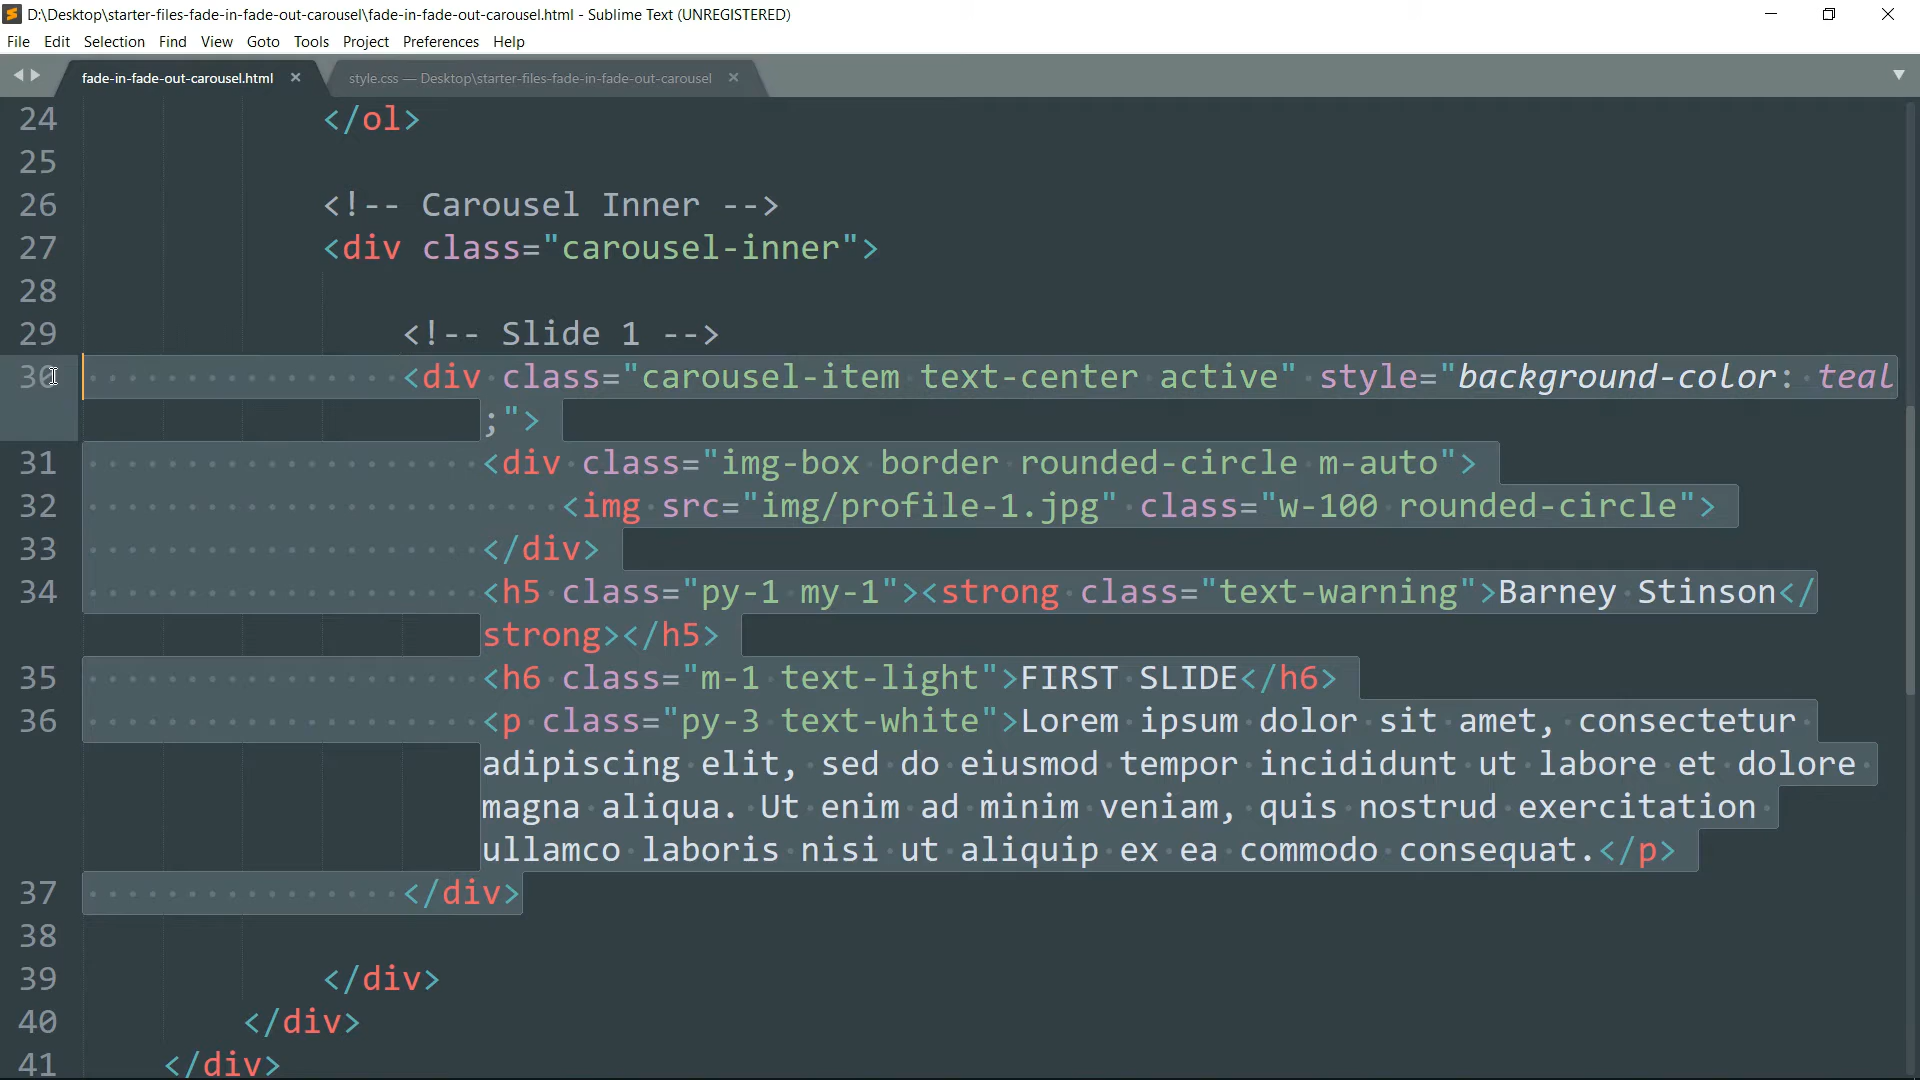 D:\Desktop\starter-files-fade-in-fade-out-carousel\fade-in-fade-out-carousel.html - Sublime Text (UNREGISTERED)
File Edit Selection Find View Goto Tools Project Preferences Help
fade-in-fade-out-carousel.html style.css — Desktop\starter-files-fade-in-fade-out-carousel
24 </ol>
25
26 <!-- Carousel Inner -->
27 <div class="carousel-inner">
28
29 <!-- Slide 1 -->
30 <div class="carousel-item text-center active" style="background-color: teal
;">
31 <div class="img-box border rounded-circle m-auto">
32 <img src="img/profile-1.jpg" class="w-100 rounded-circle">
33 </div>
34 <h5 class="py-1 my-1"><strong class="text-warning">Barney Stinson</
strong></h5>
35 <h6 class="m-1 text-light">FIRST SLIDE</h6>
36 <p class="py-3 text-white">Lorem ipsum dolor sit amet, consectetur
adipiscing elit, sed do eiusmod tempor incididunt ut labore et dolore
magna aliqua. Ut enim ad minim veniam, quis nostrud exercitation
ullamco laboris nisi ut aliquip ex ea commodo consequat.</p>
37 </div>
38
39 </div>
40 </div>
41 </div>